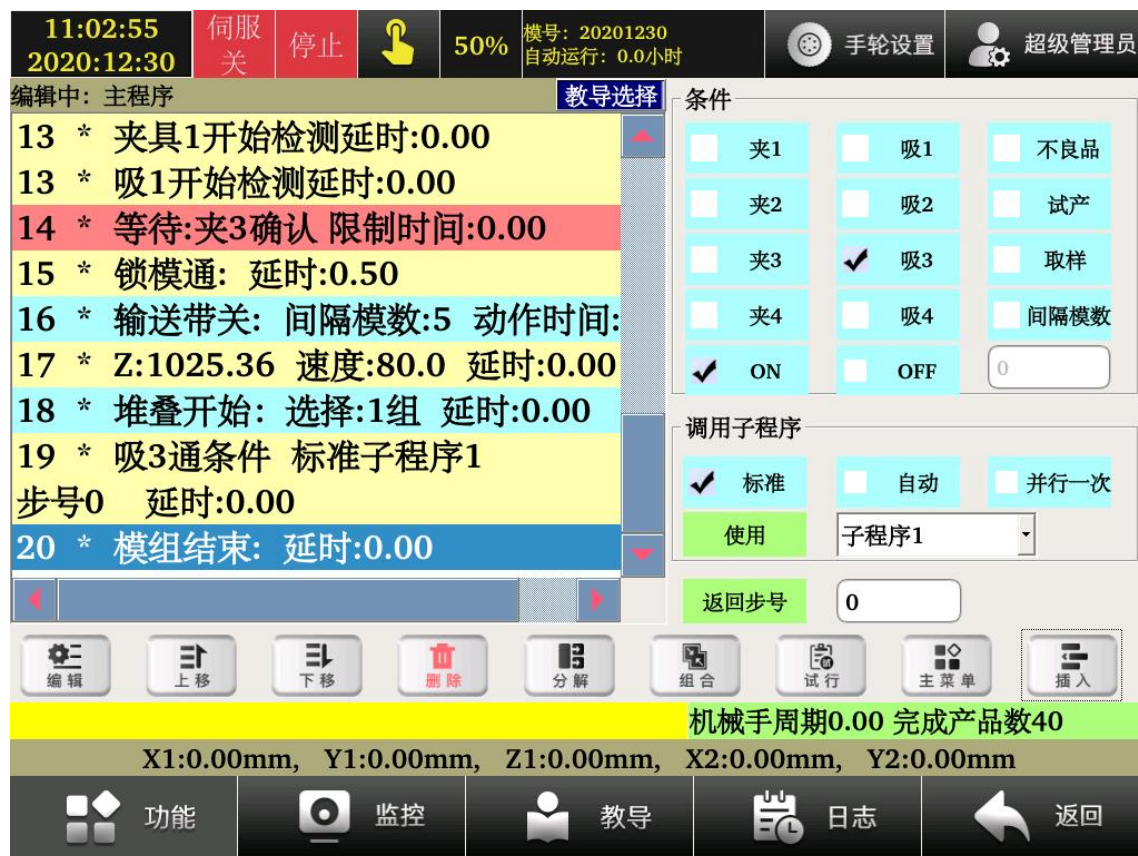 11:02:55
2020:12:30
伺服
关
停止
50%
模号：20201230
自动运行：0.0小时
手轮设置
超级管理员
编辑中：主程序
教导选择
13 * 夹具1开始检测延时:0.00
13 * 吸1开始检测延时:0.00
14 * 等待:夹3确认 限制时间:0.00
15 * 锁模通: 延时:0.50
16 * 输送带关: 间隔模数:5 动作时间:
17 * Z:1025.36 速度:80.0 延时:0.00
18 * 堆叠开始: 选择:1组 延时:0.00
19 * 吸3通条件 标准子程序1
步号0 延时:0.00
20 * 模组结束: 延时:0.00
条件
夹1 吸1 不良品
夹2 吸2 试产
夹3 吸3 取样
夹4 吸4 间隔模数
ON OFF 0
调用子程序
标准 自动 并行一次
使用 子程序1
返回步号 0
编辑 上移 下移 删除 分解 组合 试行 主菜单 插入
机械手周期0.00 完成产品数40
X1:0.00mm, Y1:0.00mm, Z1:0.00mm, X2:0.00mm, Y2:0.00mm
功能 监控 教导 日志 返回